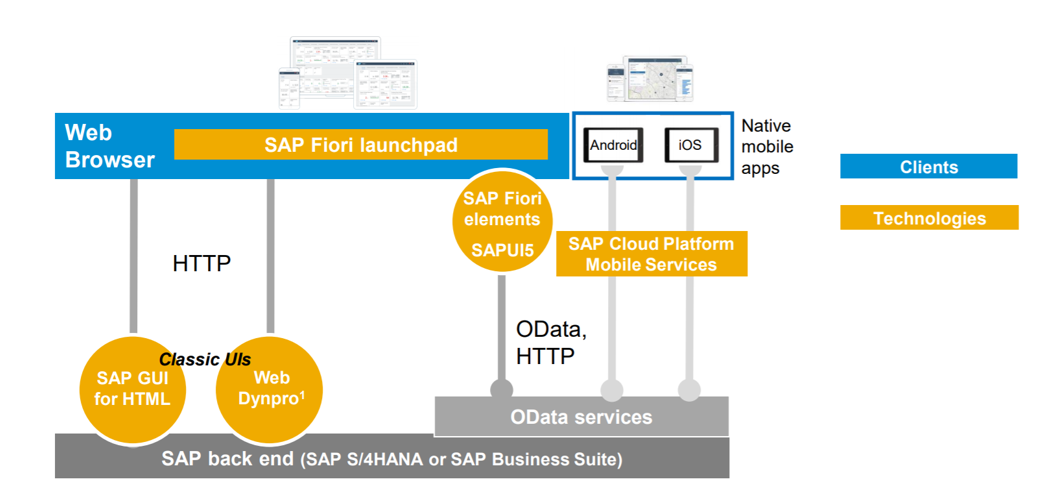 Web
Browser
SAP Fiori launchpad
Android
iOS
Native
mobile
apps
Clients
Technologies
SAP Fiori
elements
SAPUI5
SAP Cloud Platform
Mobile Services
HTTP
OData,
HTTP
Classic UIs
SAP GUI
for HTML
Web
Dynpro¹
OData services
SAP back end (SAP S/4HANA or SAP Business Suite)